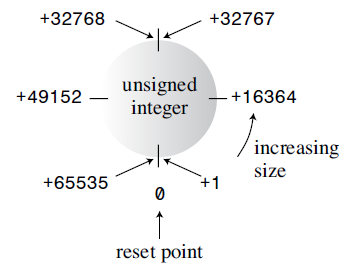 +32768 +32767
unsigned
integer
+49152
+16364
increasing
size
+65535
0
+1
reset point